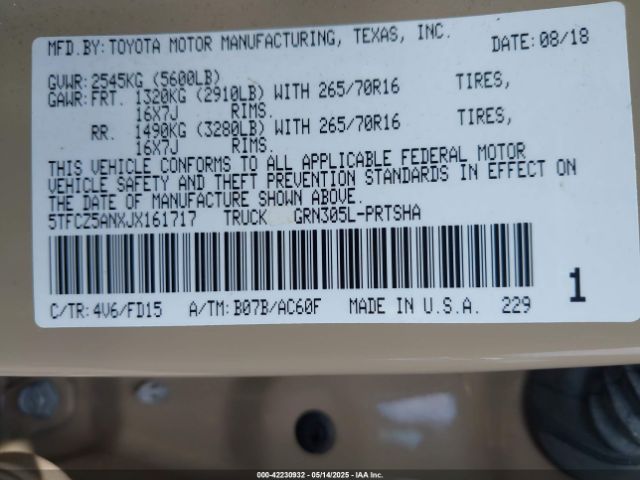 MFD.BY: TOYOTA MOTOR MANUFACTURING, TEXAS, INC. DATE: 08/18
GVWR: 2545KG (5600LB)
GAWR: FRT. 1320KG (2910LB) WITH 265/70R16 TIRES,
16X7J RIMS.
RR. 1490KG (3280LB) WITH 265/70R16 TIRES,
16X7J RIMS.
THIS VEHICLE CONFORMS TO ALL APPLICABLE FEDERAL MOTOR
VEHICLE SAFETY AND THEFT PREVENTION STANDARDS IN EFFECT ON
THE DATE OF MANUFACTURE SHOWN ABOVE.
5TFCZ5ANXJX161717 TRUCK GRN305L-PRTSHA
C/TR: 4V6/FD15 A/TM: B07B/AC60F MADE IN U.S.A. 229 1
000-42230932 - 05/14/2025 - IAA Inc.